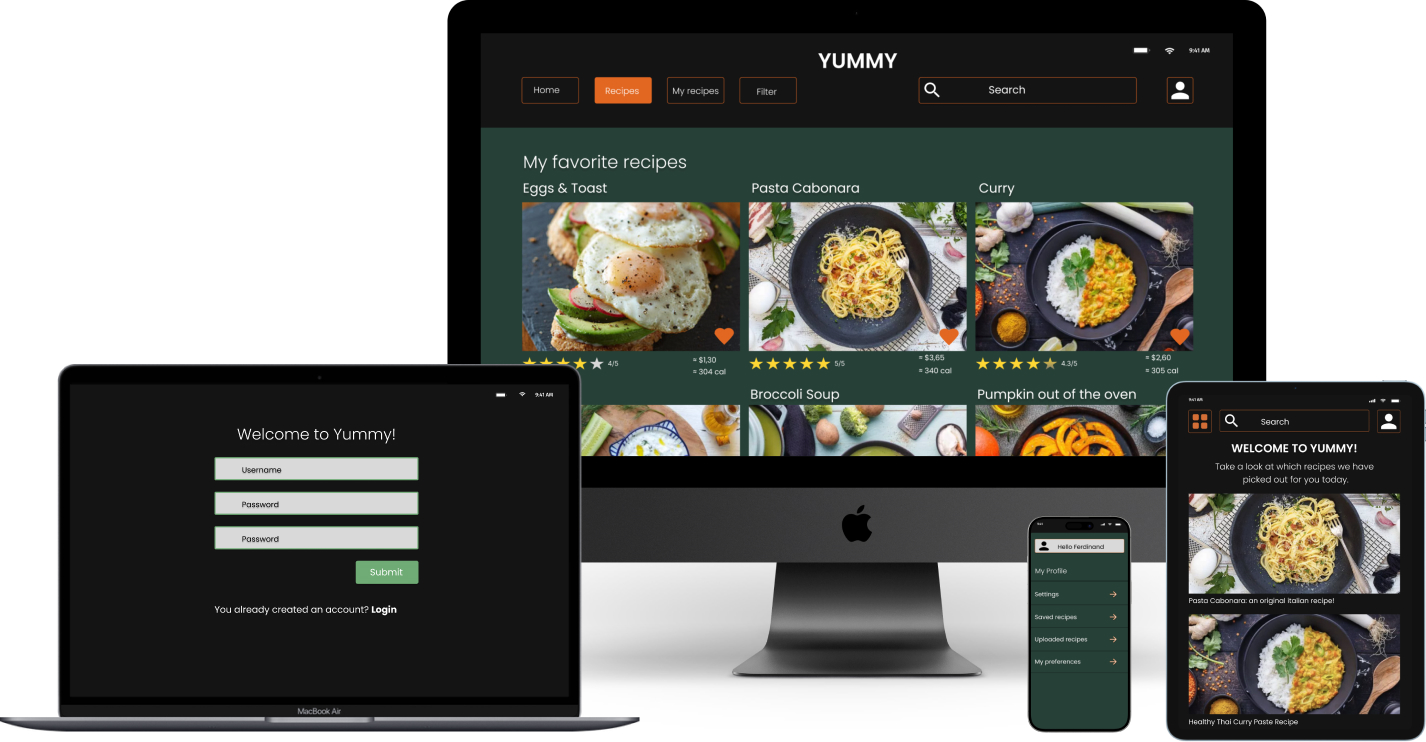 YUMMY
9:41 AM
Home
Recipes
My recipes
Filter
Search
My favorite recipes
Eggs & Toast
Pasta Cabonara
Curry
4/5
= $1,30
= 304 cal
5/5
= $3,65
= 340 cal
4.3/5
= $2,60
= 305 cal
Broccoli Soup
Pumpkin out of the oven
9:41 AM
Welcome to Yummy!
Username
Password
Password
Submit
You already created an account? Login
MacBook Air
9:41
Hello Ferdinand
My Profile
Settings
Saved recipes
Uploaded recipes
My preferences
9:41 AM
Search
WELCOME TO YUMMY!
Take a look at which recipes we have
picked out for you today.
Pasta Cabonara: an original italian recipe!
Healthy Thai Curry Paste Recipe